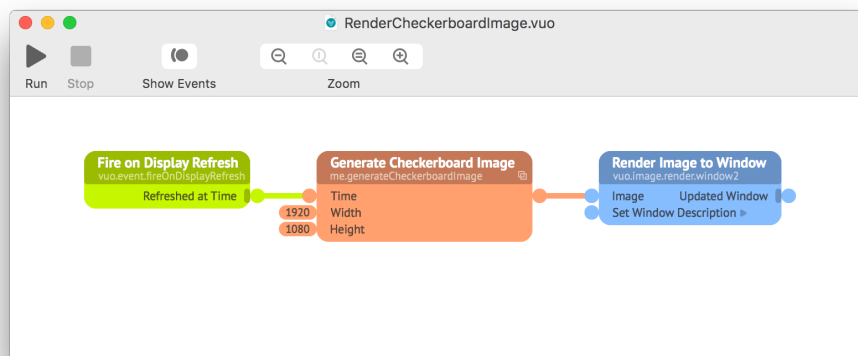 RenderCheckerboardImage.vuo
Run
Stop
Show Events
Zoom
Fire on Display Refresh
vuo.event.fireOnDisplayRefresh
Refreshed at Time
Generate Checkerboard Image
me.generateCheckerboardImage
Time
1920 Width
1080 Height
Render Image to Window
vuo.image.render.window2
Image Updated Window
Set Window Description